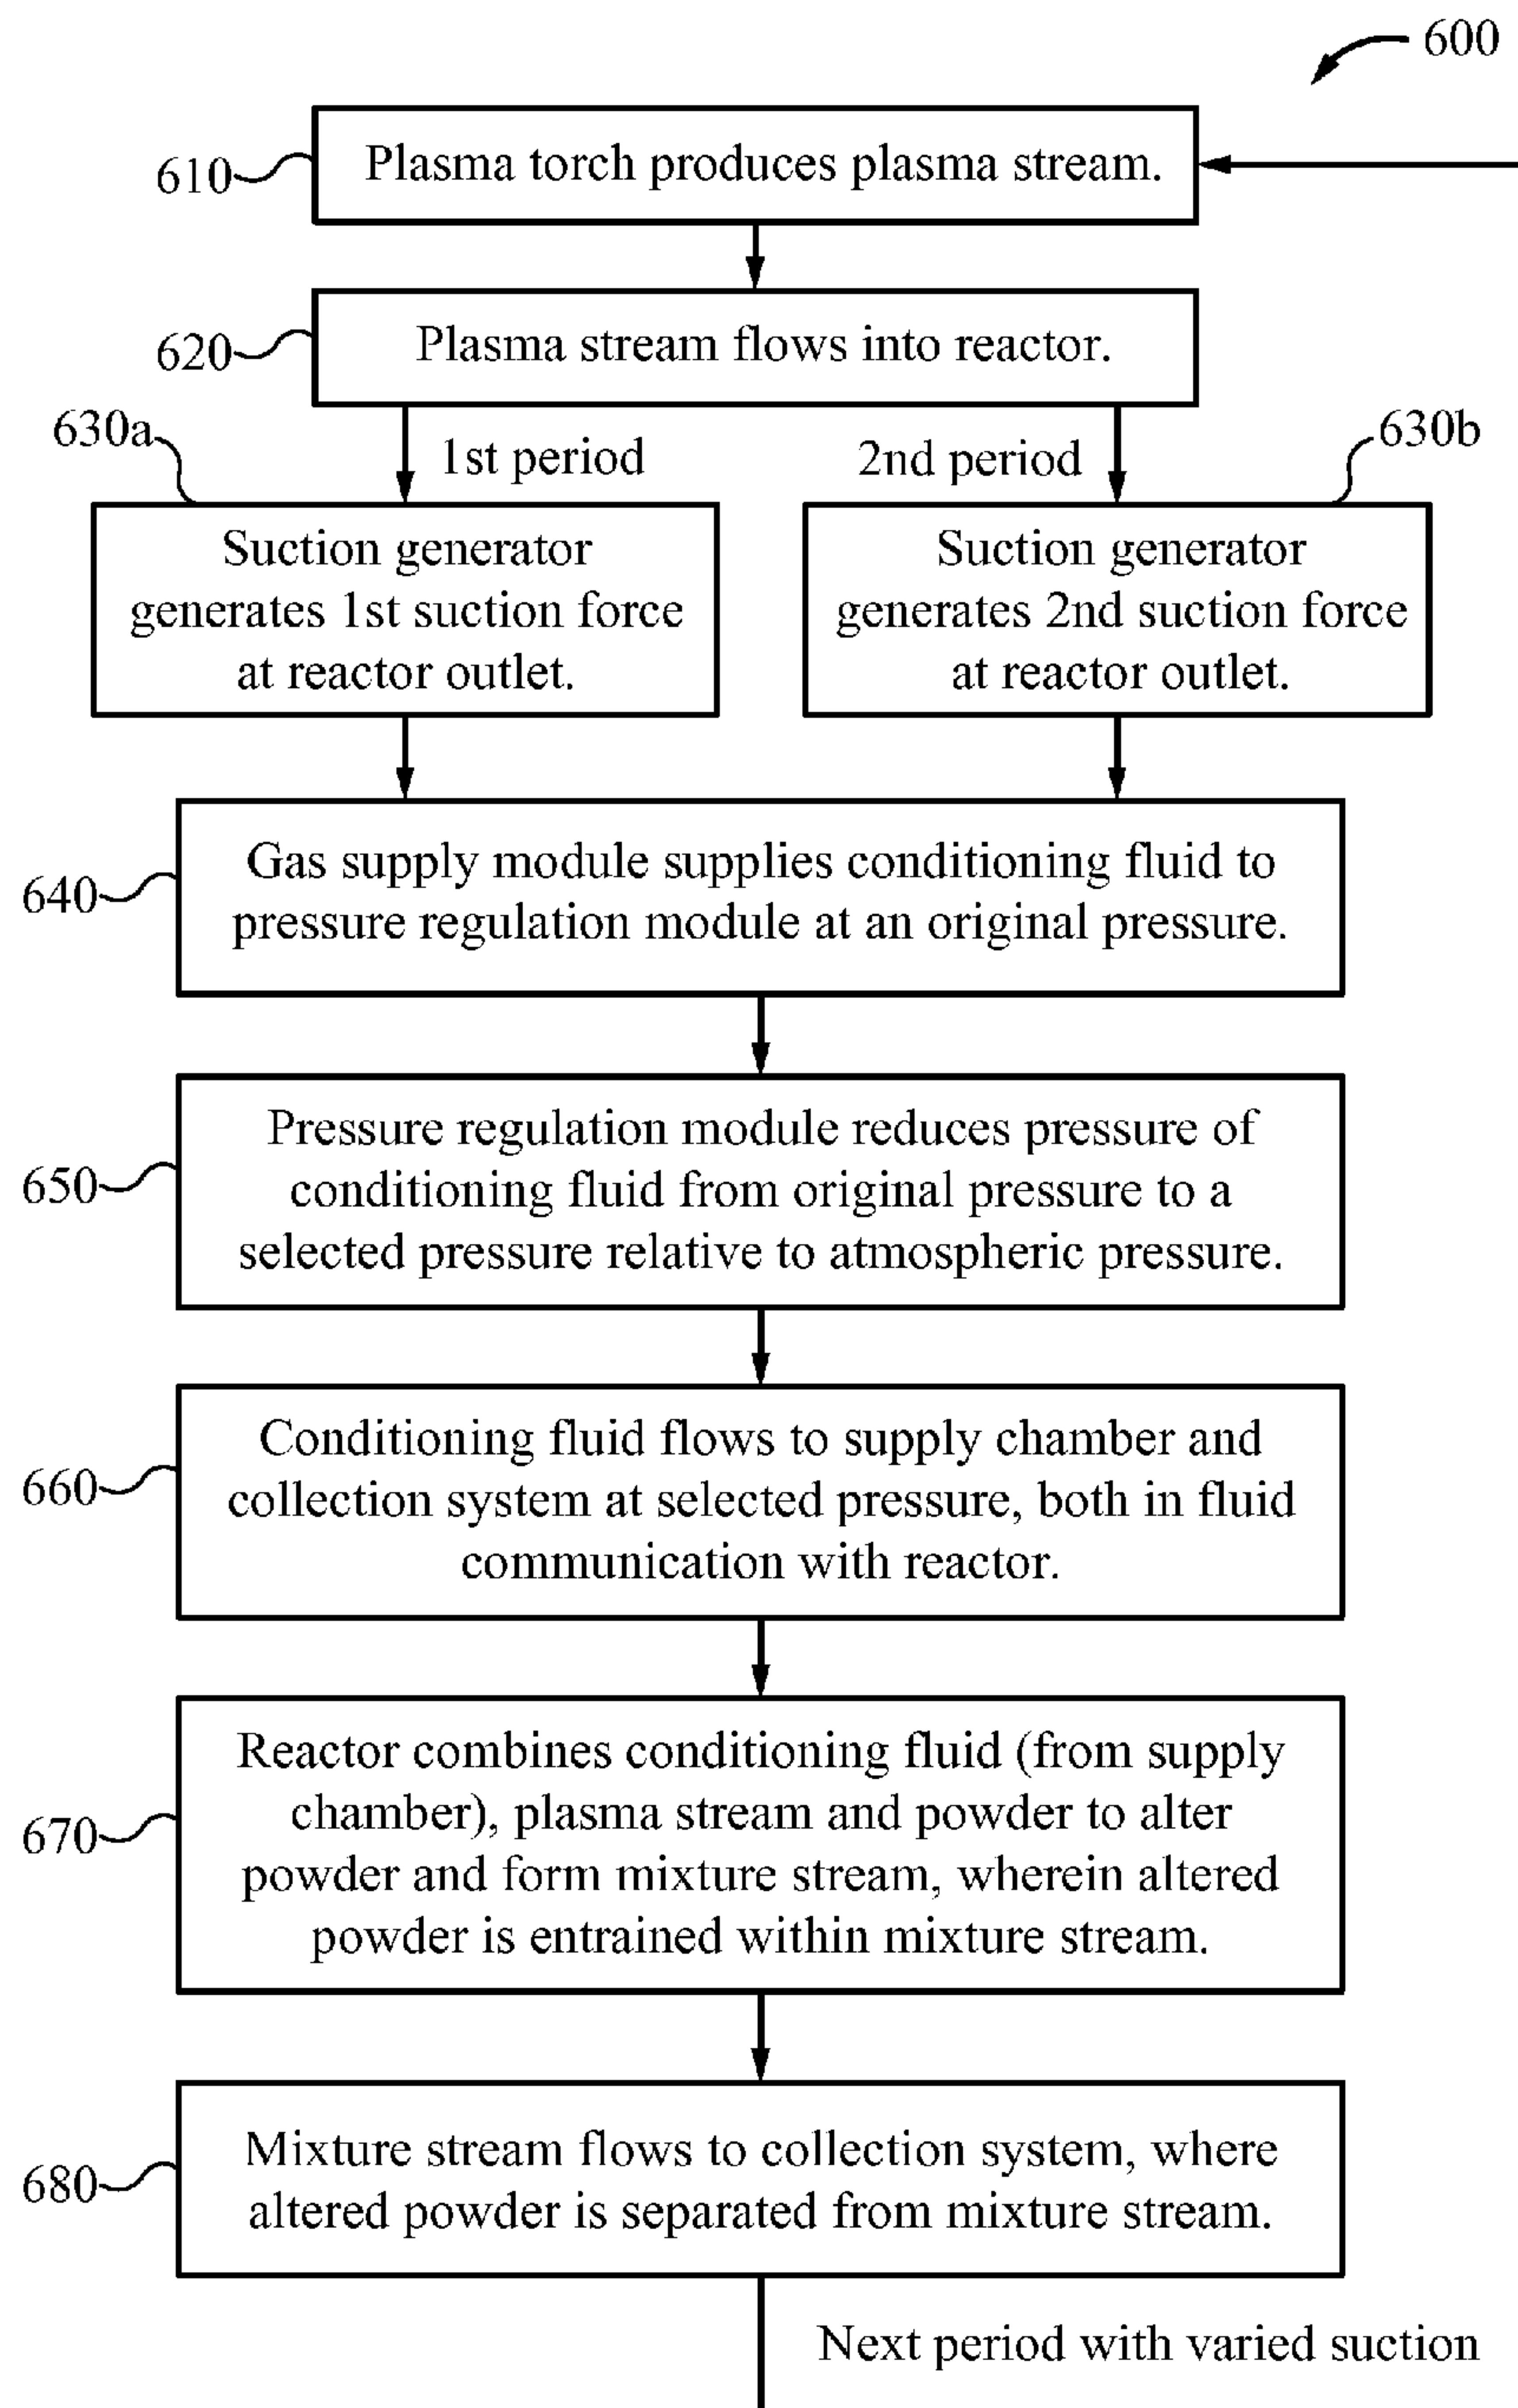 600
610
Plasma torch produces plasma stream.
620
Plasma stream flows into reactor.
630a
1st period
2nd period
630b
Suction generator
generates 1st suction force
at reactor outlet.
Suction generator
generates 2nd suction force
at reactor outlet.
640
Gas supply module supplies conditioning fluid to
pressure regulation module at an original pressure.
650
Pressure regulation module reduces pressure of
conditioning fluid from original pressure to a
selected pressure relative to atmospheric pressure.
660
Conditioning fluid flows to supply chamber and
collection system at selected pressure, both in fluid
communication with reactor.
670
Reactor combines conditioning fluid (from supply
chamber), plasma stream and powder to alter
powder and form mixture stream, wherein altered
powder is entrained within mixture stream.
680
Mixture stream flows to collection system, where
altered powder is separated from mixture stream.
Next period with varied suction